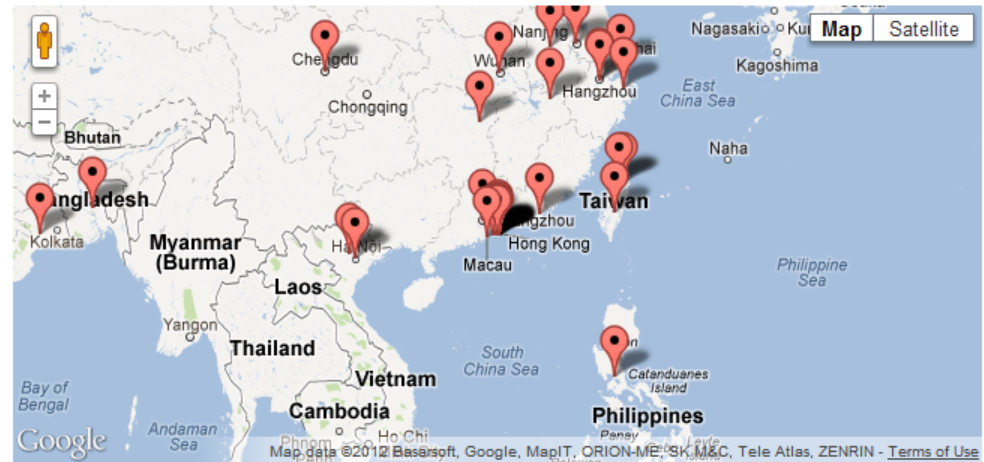 Nagasaki
Map
Satellite
Nanjing
Wuhan
Kagoshima
Chengdu
Hangzhou
East
China Sea
Chongqing
Bhutan
Naha
Taiwan
Kolkata
Hong Kong
Macau
Myanmar
(Burma)
Philippine
Sea
Laos
Yangon
Thailand
South
China Sea
Catanduanes
Island
Vietnam
Bay of
Bengal
Cambodia
Philippines
Andaman
Sea
Google
Phnom
Ho Chi
Panay
Leyte
Map data ©2012 Basarsoft, Google, MapIT, ORION-ME, SK M&C, Tele Atlas, ZENRIN - Terms of Use